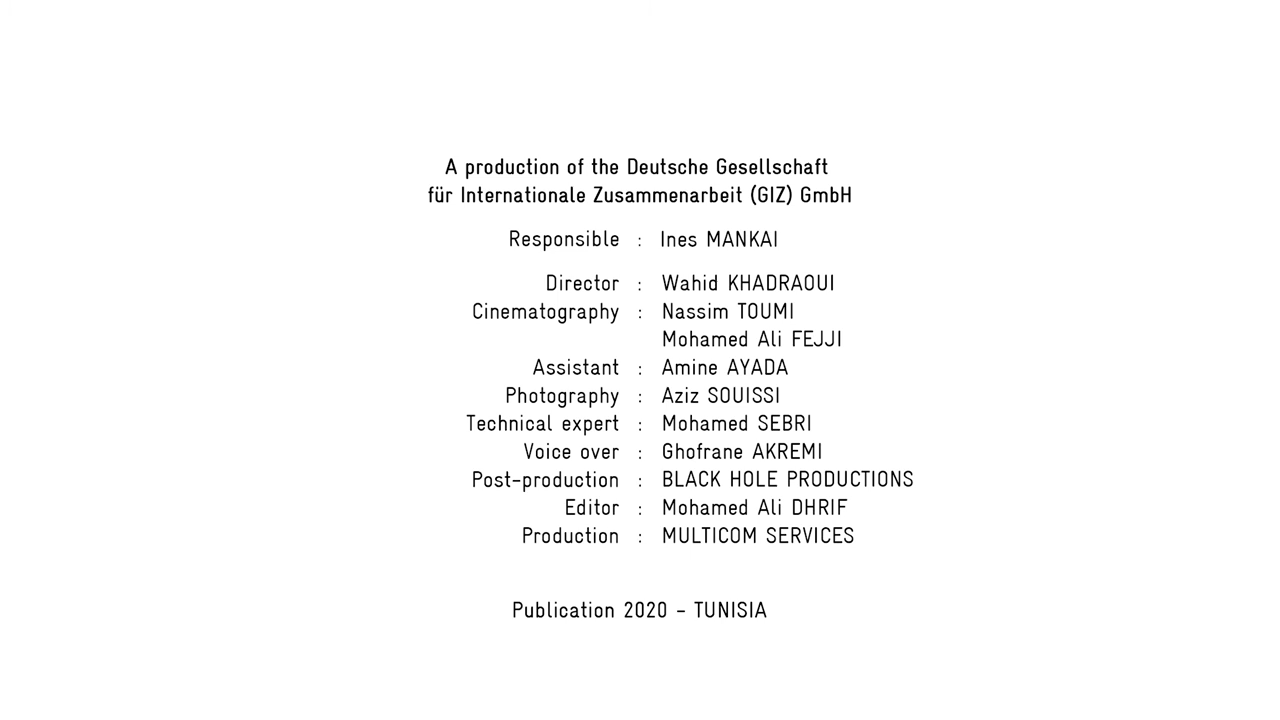 A production of the Deutsche Gesellschaft
für Internationale Zusammenarbeit (GIZ) GmbH
Responsible : Ines MANKAI
Director : Wahid KHADRAOUI
Cinematography : Nassim TOUMI
Mohamed Ali FEJJI
Assistant : Amine AYADA
Photography : Aziz SOUISSI
Technical expert : Mohamed SEBRI
Voice over : Ghofrane AKREMI
Post-production : BLACK HOLE PRODUCTIONS
Editor : Mohamed Ali DHRIF
Production : MULTICOM SERVICES
Publication 2020 - TUNISIA